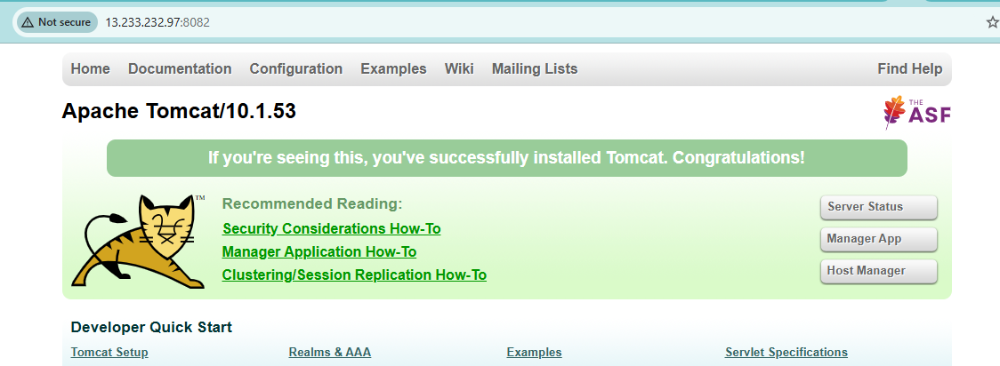 Not secure 13.233.232.97:8082
Home Documentation Configuration Examples Wiki Mailing Lists Find Help
Apache Tomcat/10.1.53
THE
ASF
If you're seeing this, you've successfully installed Tomcat. Congratulations!
TM
Recommended Reading:
Security Considerations How-To
Manager Application How-To
Clustering/Session Replication How-To
Server Status
Manager App
Host Manager
Developer Quick Start
Tomcat Setup Realms & AAA Examples Servlet Specifications